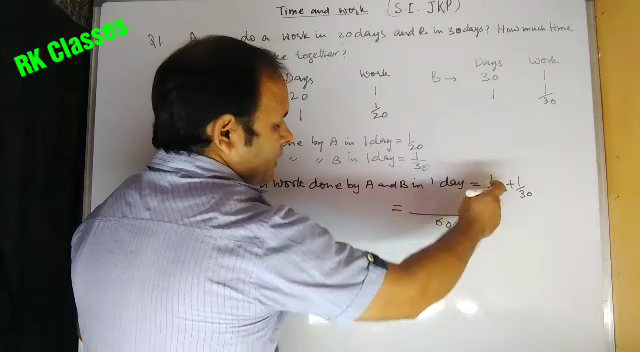 Time and Work (S.I. JKP)
RK Classes
Q1. A do a work in 20 days and B in 30 days? How much time
together?
Days Work
20 1
1 1/20
Days Work
B → 30 1
1 1/30
done by A in 1 day = 1/20
" " B in 1 day = 1/30
work done by A and B in 1 day = 1 + 1/30
=
60